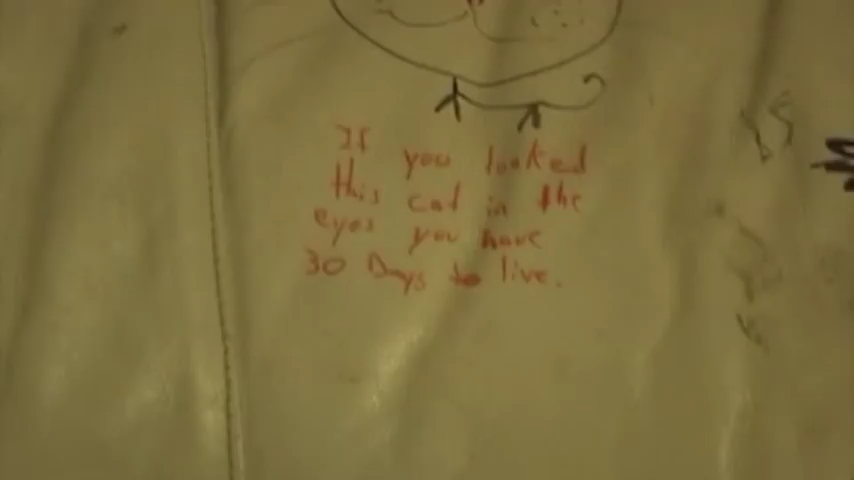 If you looked
this cat in the
eyes you have
30 Days to live.